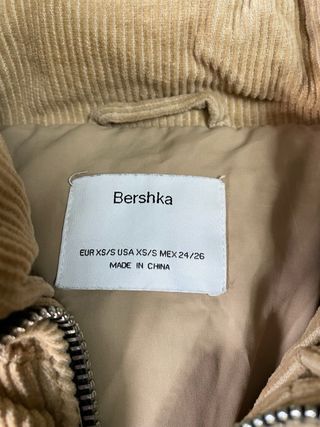 Bershka
EUR XS/S USA XS/S MEX 24/26
MADE IN CHINA